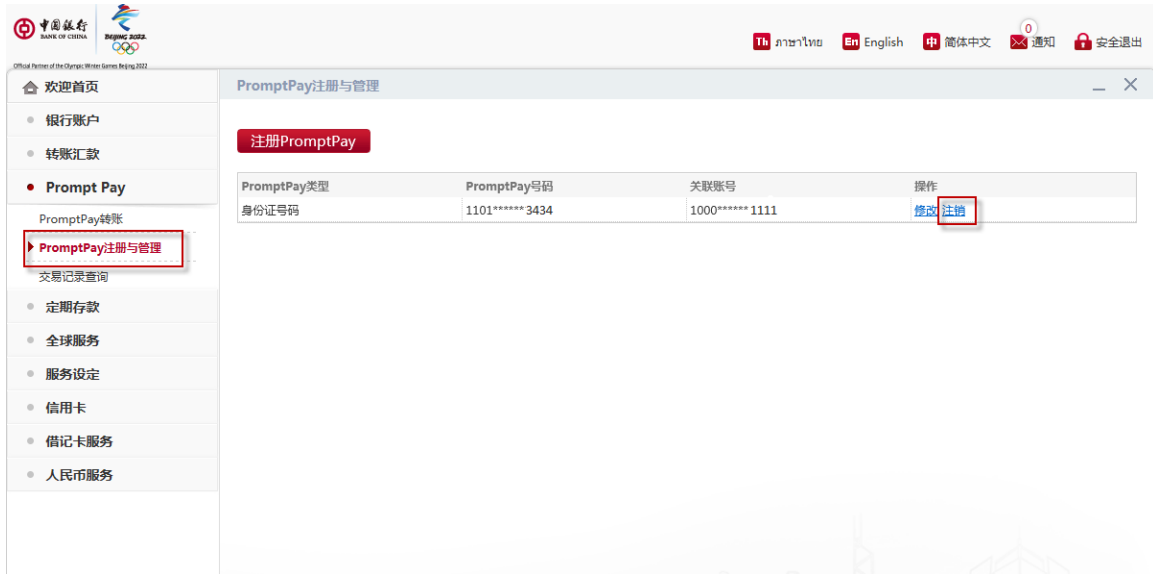 中国银行
BANK OF CHINA
BEIJING 2022
Official Partner of the Olympic Winter Games Beijing 2022
Th ภาษาไทย
En English
中 简体中文
0
通知
安全退出
欢迎首页
银行账户
转账汇款
Prompt Pay
PromptPay转账
PromptPay注册与管理
交易记录查询
定期存款
全球服务
服务设定
信用卡
借记卡服务
人民币服务
PromptPay注册与管理
注册PromptPay
PromptPay类型 PromptPay号码 关联账号 操作
身份证号码 1101******3434 1000******1111 修改 注销